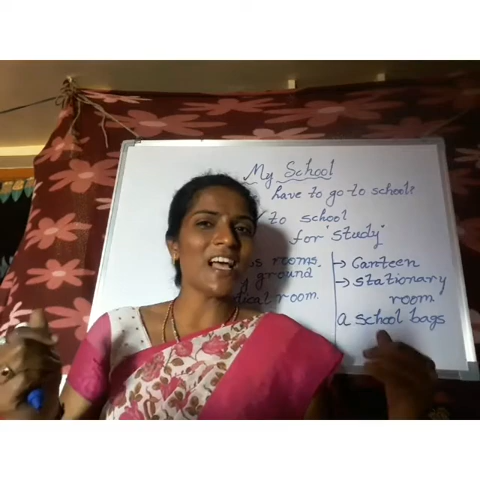 My School
have to go to school?
to school
for "study"
rooms.
ground
room.
→ Canteen
→ stationary
room
a school bags